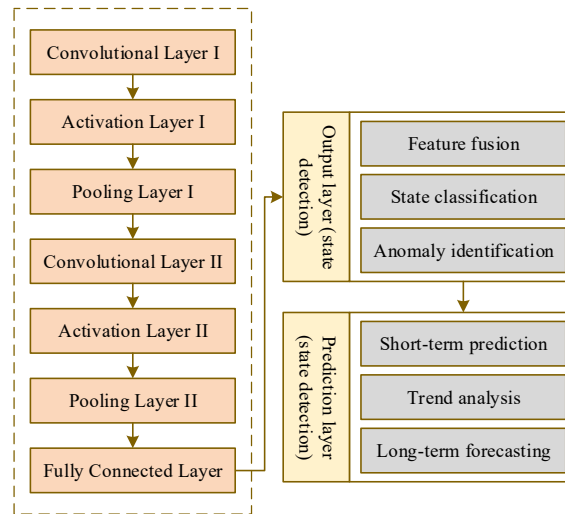 Convolutional Layer I
Activation Layer I
Pooling Layer I
Convolutional Layer II
Activation Layer II
Pooling Layer II
Fully Connected Layer
Output layer (state
detection)
Feature fusion
State classification
Anomaly identification
Prediction layer
(state detection)
Short-term prediction
Trend analysis
Long-term forecasting